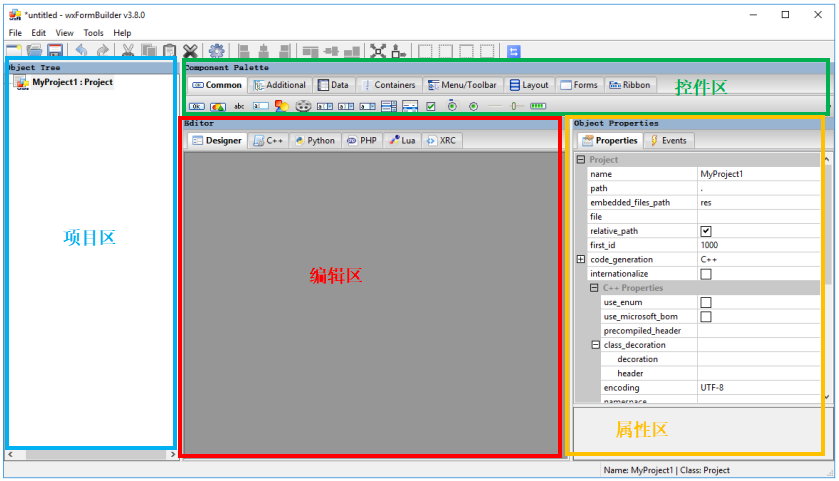 *untitled - wxFormBuilder v3.8.0
File Edit View Tools Help
Object Tree
MyProject1 : Project
项目区
Component Palette
Common Additional Data Containers Menu/Toolbar Layout Forms Ribbon
控件区
OK abc
Editor
Designer C++ Python PHP Lua XRC
编辑区
Object Properties
Properties Events
Project
name MyProject1
path .
embedded_files_path res
file
relative_path
first_id 1000
code_generation C++
internationalize
C++ Properties
use_enum
use_microsoft_bom
precompiled_header
class_decoration
decoration
header
encoding UTF-8
namespace
属性区
Name: MyProject1 | Class: Project